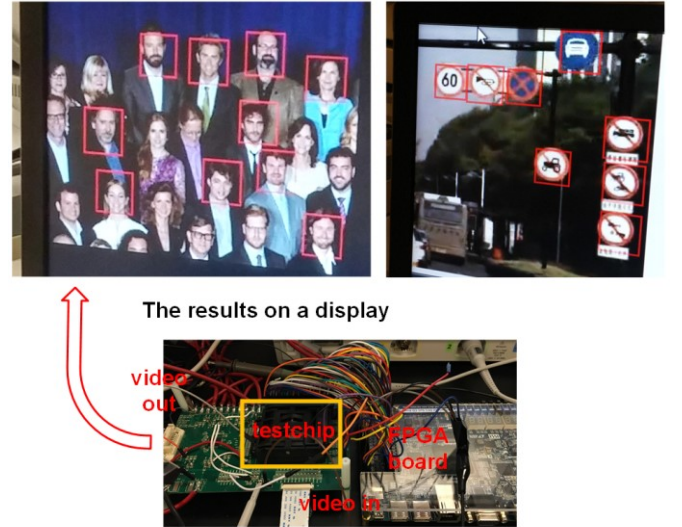 60
The results on a display
video
out
testchip
FPGA
board
video in